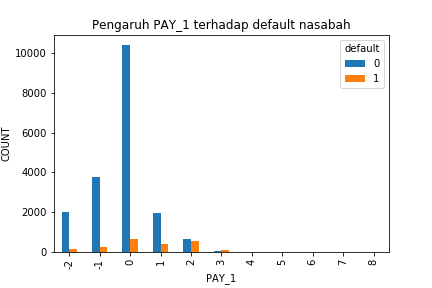 Pengaruh PAY_1 terhadap default nasabah
default
0
1
10000
8000
6000
4000
2000
0
COUNT
-2 -1 0 1 2 3 4 5 6 7 8
PAY_1